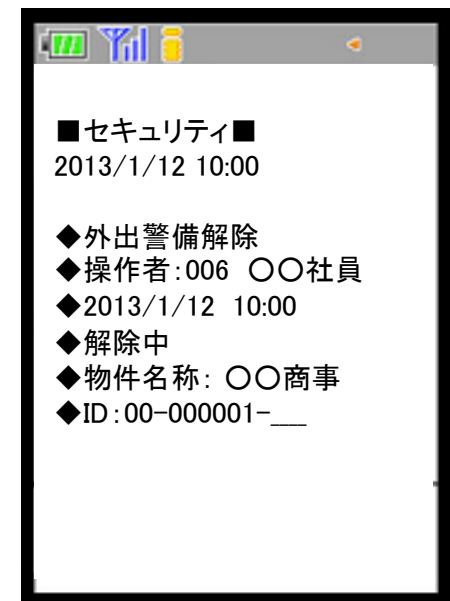 ■セキュリティ■
2013/1/12 10:00
◆外出警備解除
◆操作者:006 〇〇社員
◆2013/1/12 10:00
◆解除中
◆物件名称: 〇〇商事
◆ID:00-000001-____